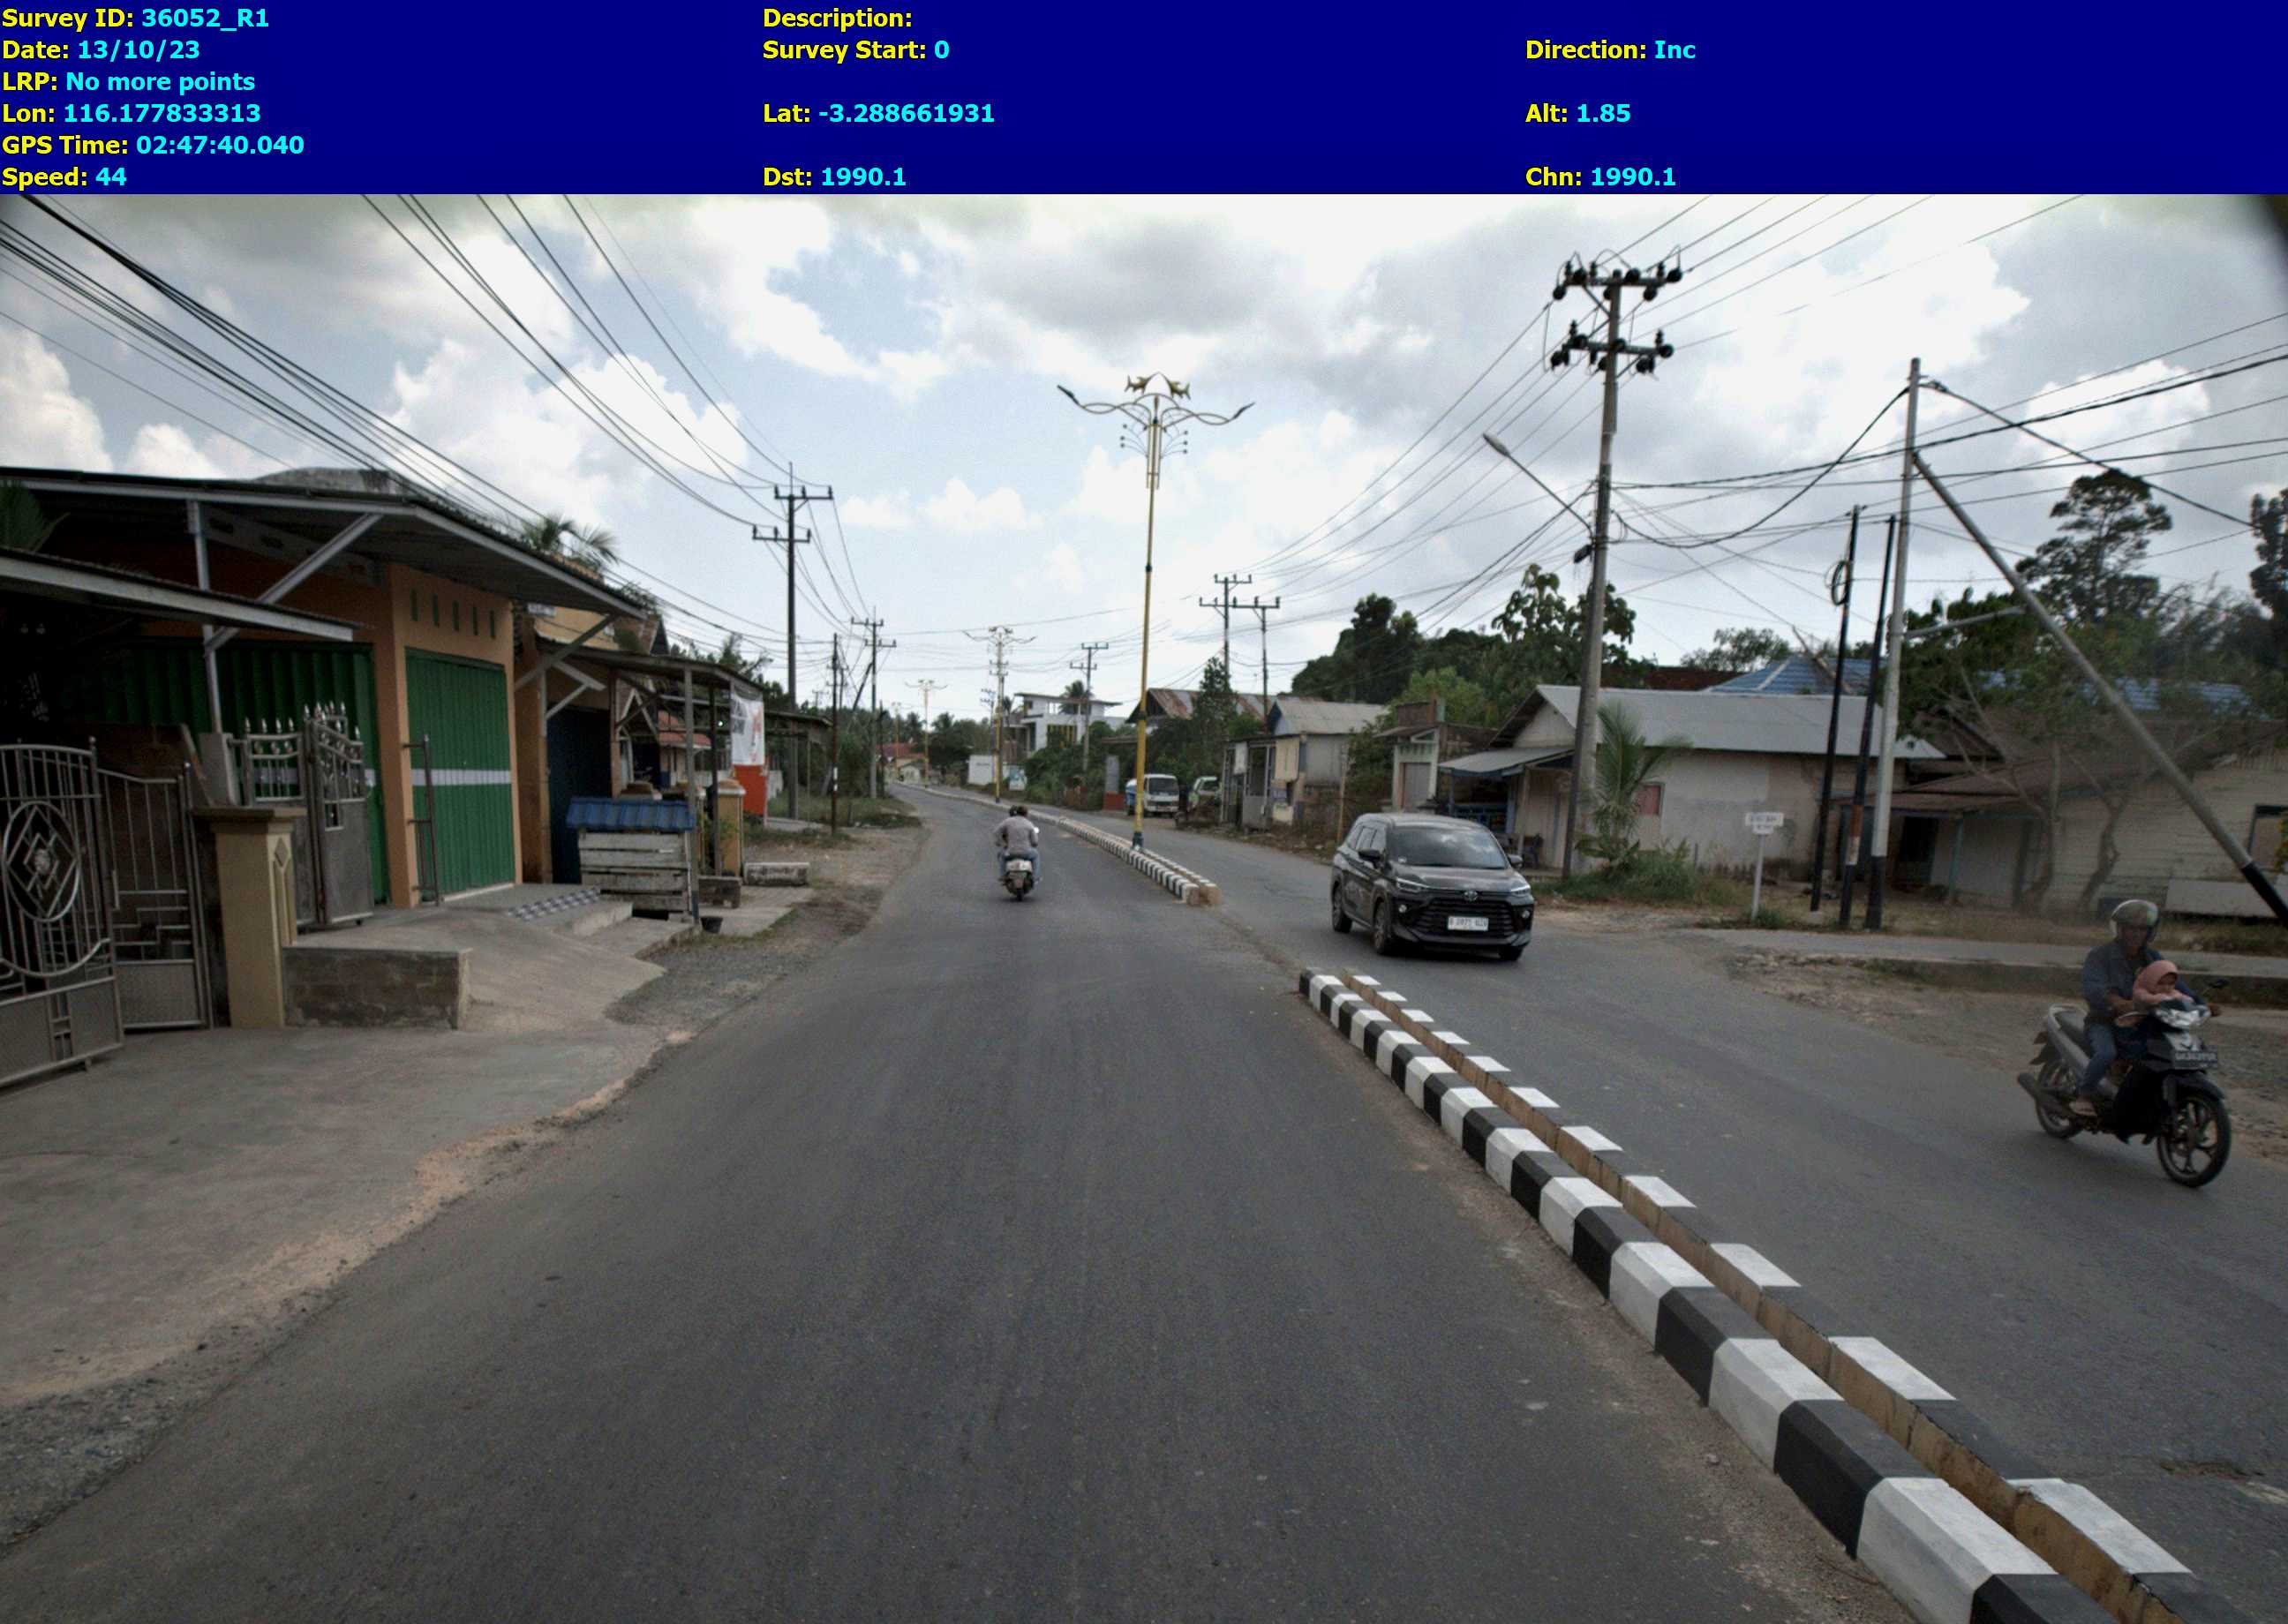 Survey ID: 36052_R1
Description:
Date: 13/10/23
Survey Start: 0
Direction: Inc
LRP: No more points
Lon: 116.177833313
Lat: -3.288661931
Alt: 1.85
GPS Time: 02:47:40.040
Speed: 44
Dst: 1990.1
Chn: 1990.1